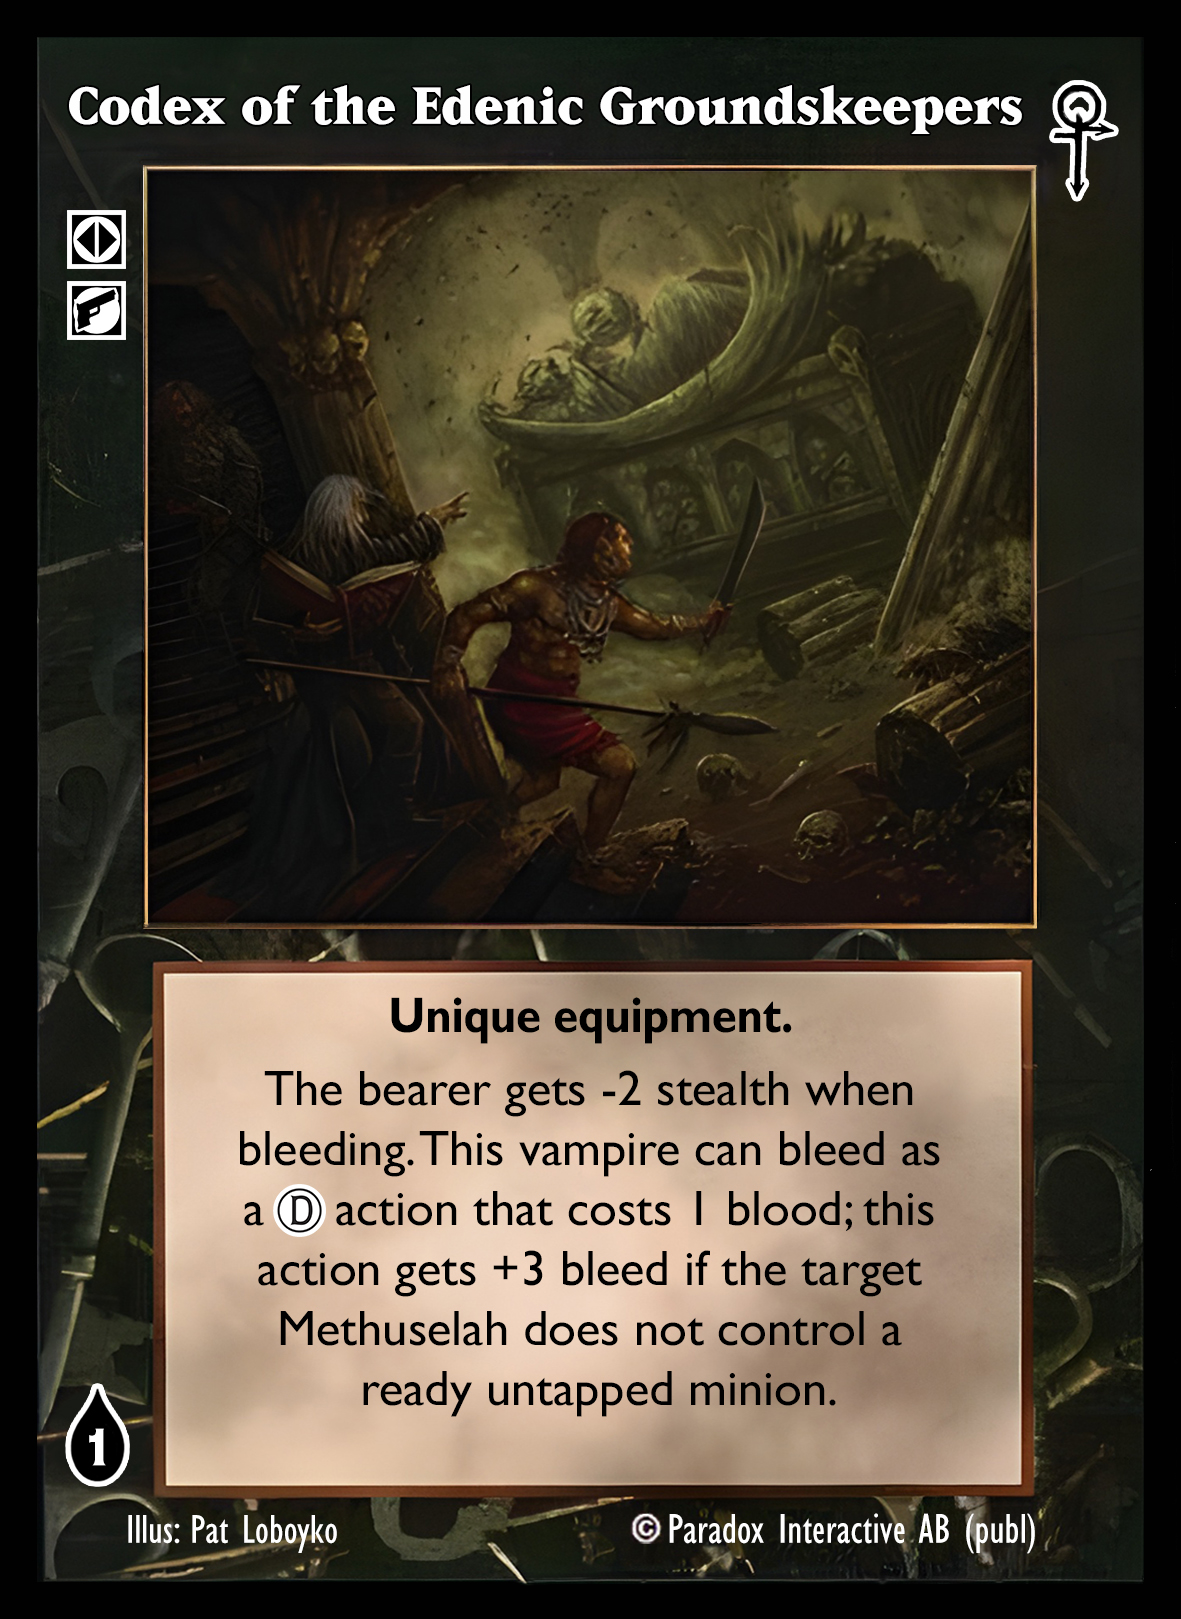 Codex of the Edenic Groundskeepers
Unique equipment.
The bearer gets -2 stealth when
bleeding. This vampire can bleed as
a Ⓓ action that costs 1 blood; this
action gets +3 bleed if the target
Methuselah does not control a
ready untapped minion.
1
Illus: Pat Loboyko
© Paradox Interactive AB (publ)